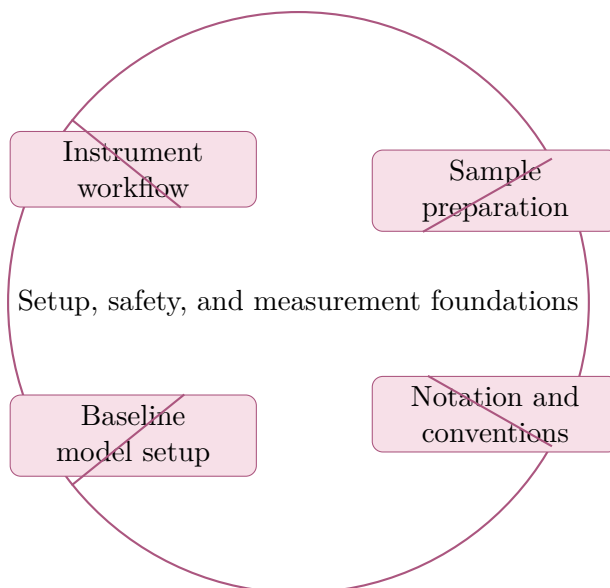 Instrument
workflow
Sample
preparation
Setup, safety, and measurement foundations
Baseline
model setup
Notation and
conventions